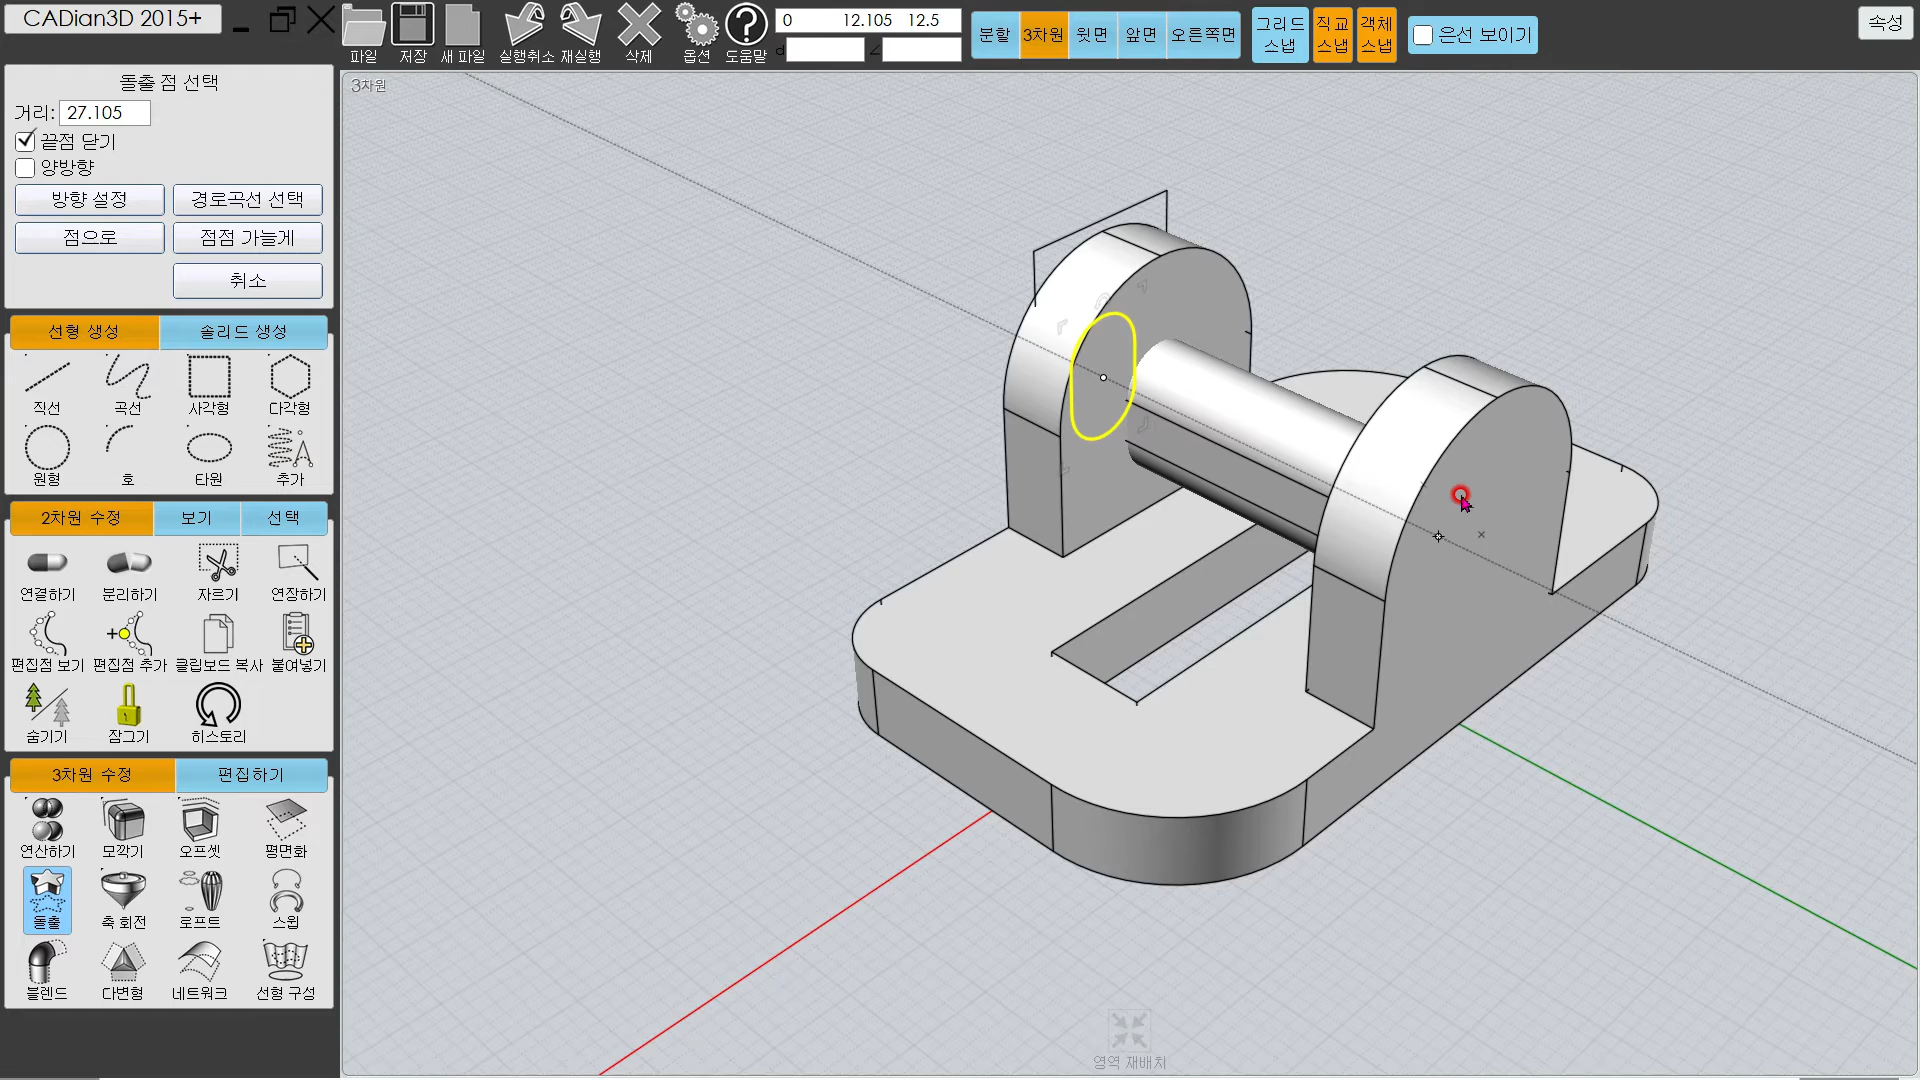 CADian3D 2015+
파일
저장
새 파일
실행취소
재실행
삭제
옵션
도움말
0 12.105 12.5
d
분할
3차원
윗면
앞면
오른쪽면
그리드
스냅
직교
스냅
객체
스냅
은선 보이기
속성
돌출 점 선택
거리: 27.105
끝점 닫기
양방향
방향 설정
경로곡선 선택
점으로
점점 가늘게
취소
선형 생성
솔리드 생성
직선
곡선
사각형
다각형
원형
호
타원
추가
2차원 수정
보기
선택
연결하기
분리하기
자르기
연장하기
편집점 보기
편집점 추가
클립보드 복사
붙여넣기
숨기기
잠그기
히스토리
3차원 수정
편집하기
연산하기
모깍기
오프셋
평면화
돌출
축 회전
로프트
스윕
블렌드
다변형
네트워크
선형 구성
3차원
영역 재배치